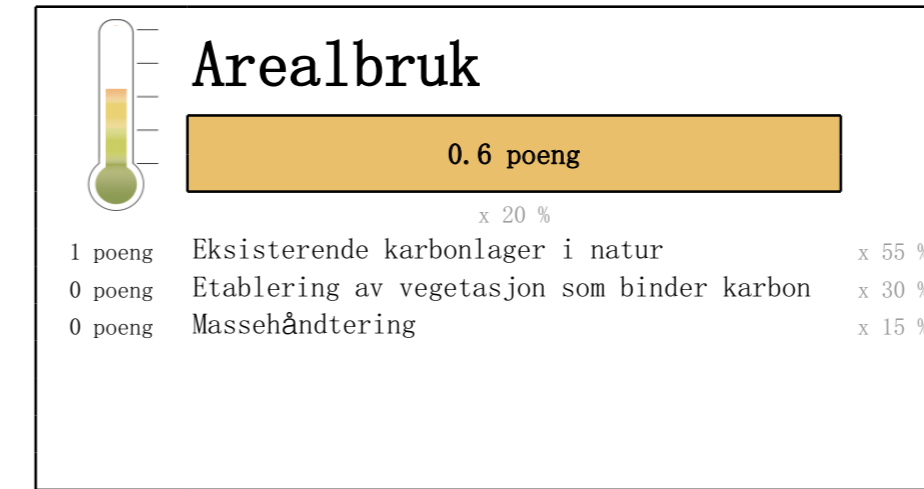 Arealbruk
0.6 poeng
x 20 %
1 poeng Eksisterende karbonlager i natur x 55 %
0 poeng Etablering av vegetasjon som binder karbon x 30 %
0 poeng Massehåndtering x 15 %